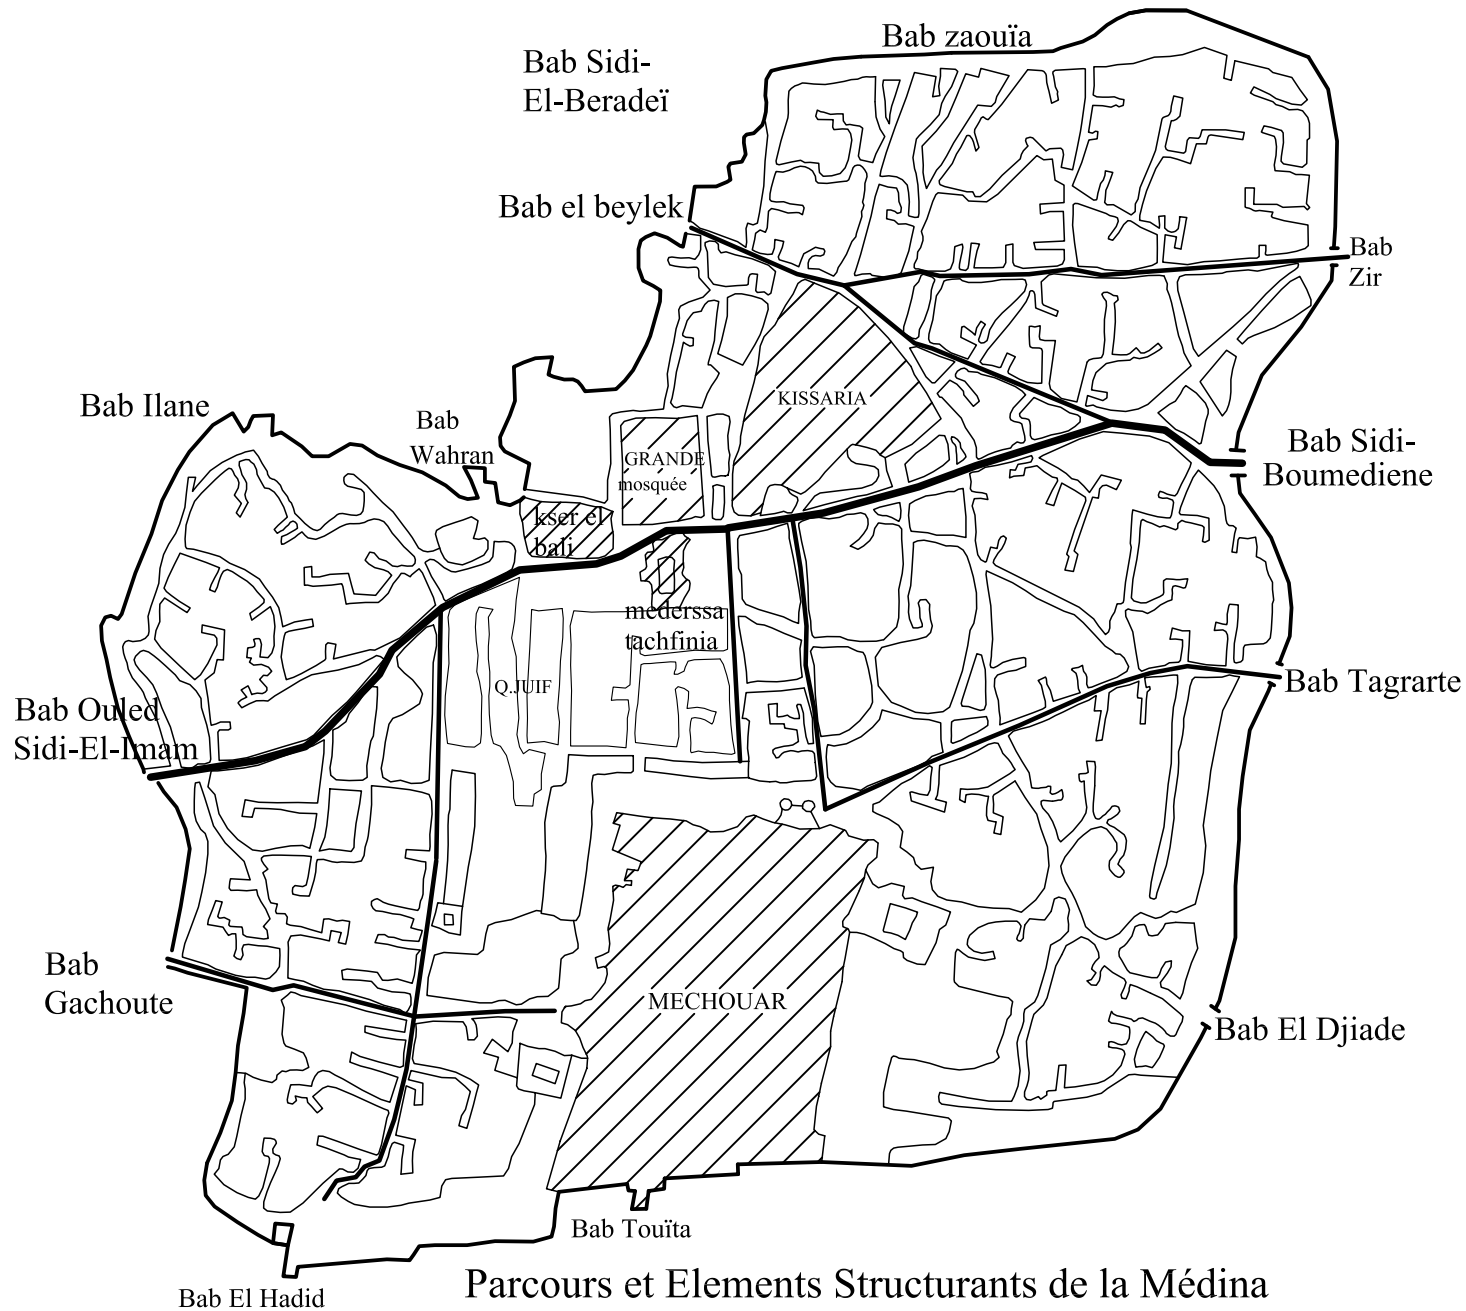 Bab zaouïa
Bab Sidi-
El-Beradeï
Bab el beylek
Bab
Zir
KISSARIA
Bab Ilane
Bab
Wahran
Bab Sidi-
Boumediene
GRANDE
mosquée
kser el
bali
mederssa
tachfinia
Q.JUIF
Bab Tagrarte
Bab Ouled
Sidi-El-Imam
Bab
Gachoute
MECHOUAR
Bab El Djiade
Bab Touïta
Bab El Hadid
Parcours et Elements Structurants de la Médina